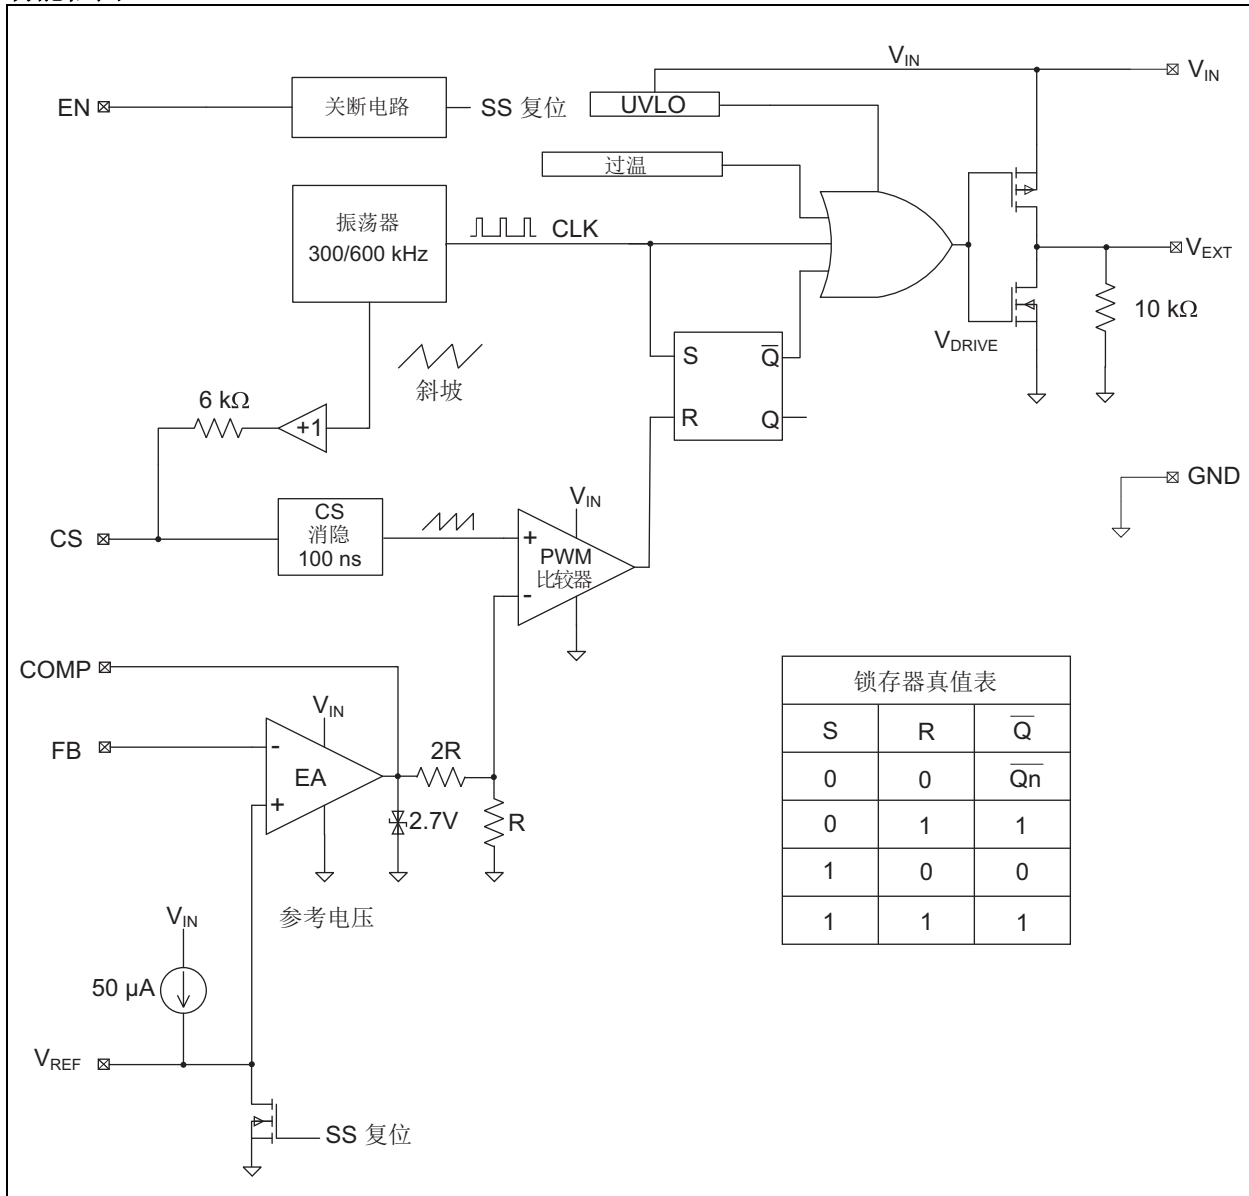 V_IN
V_IN
EN
关断电路
SS 复位
UVLO
过温
振荡器
300/600 kHz
CLK
V_EXT
10 kΩ
V_DRIVE
S
Q̅
R
Q
斜坡
6 kΩ
+1
GND
CS
CS
消隐
100 ns
V_IN
+
PWM
比较器
-
COMP
V_IN
FB
-
EA
+
2R
2.7V
R
参考电压
V_IN
50 µA
V_REF
SS 复位
锁存器真值表
S R Q̅
0 0 Q̅n̅
0 1 1
1 0 0
1 1 1